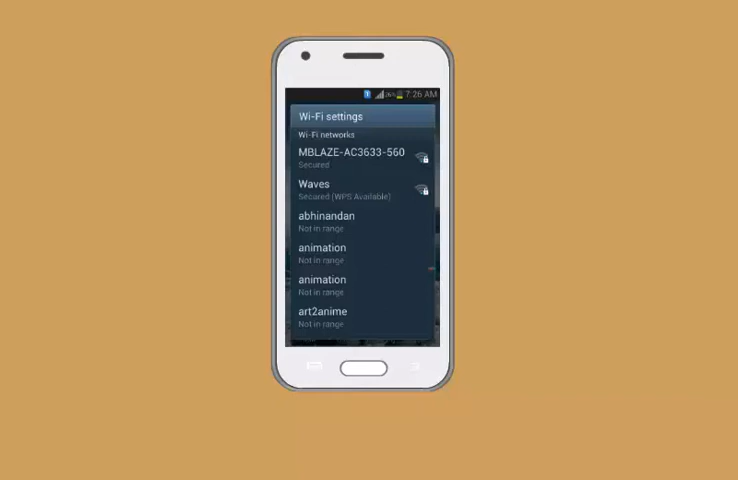 7:26 AM
Wi-Fi settings
Wi-Fi networks
MBLAZE-AC3633-560
Secured
Waves
Secured (WPS Available)
abhinandan
Not in range
animation
Not in range
animation
Not in range
art2anime
Not in range